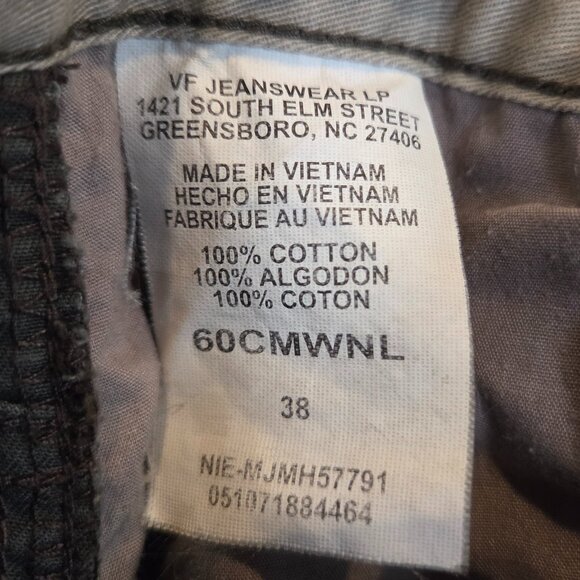 VF JEANSWEAR LP
1421 SOUTH ELM STREET
GREENSBORO, NC 27406
MADE IN VIETNAM
HECHO EN VIETNAM
FABRIQUE AU VIETNAM
100% COTTON
100% ALGODON
100% COTON
60CMWNL
38
NIE-MJMH57791
051071884464